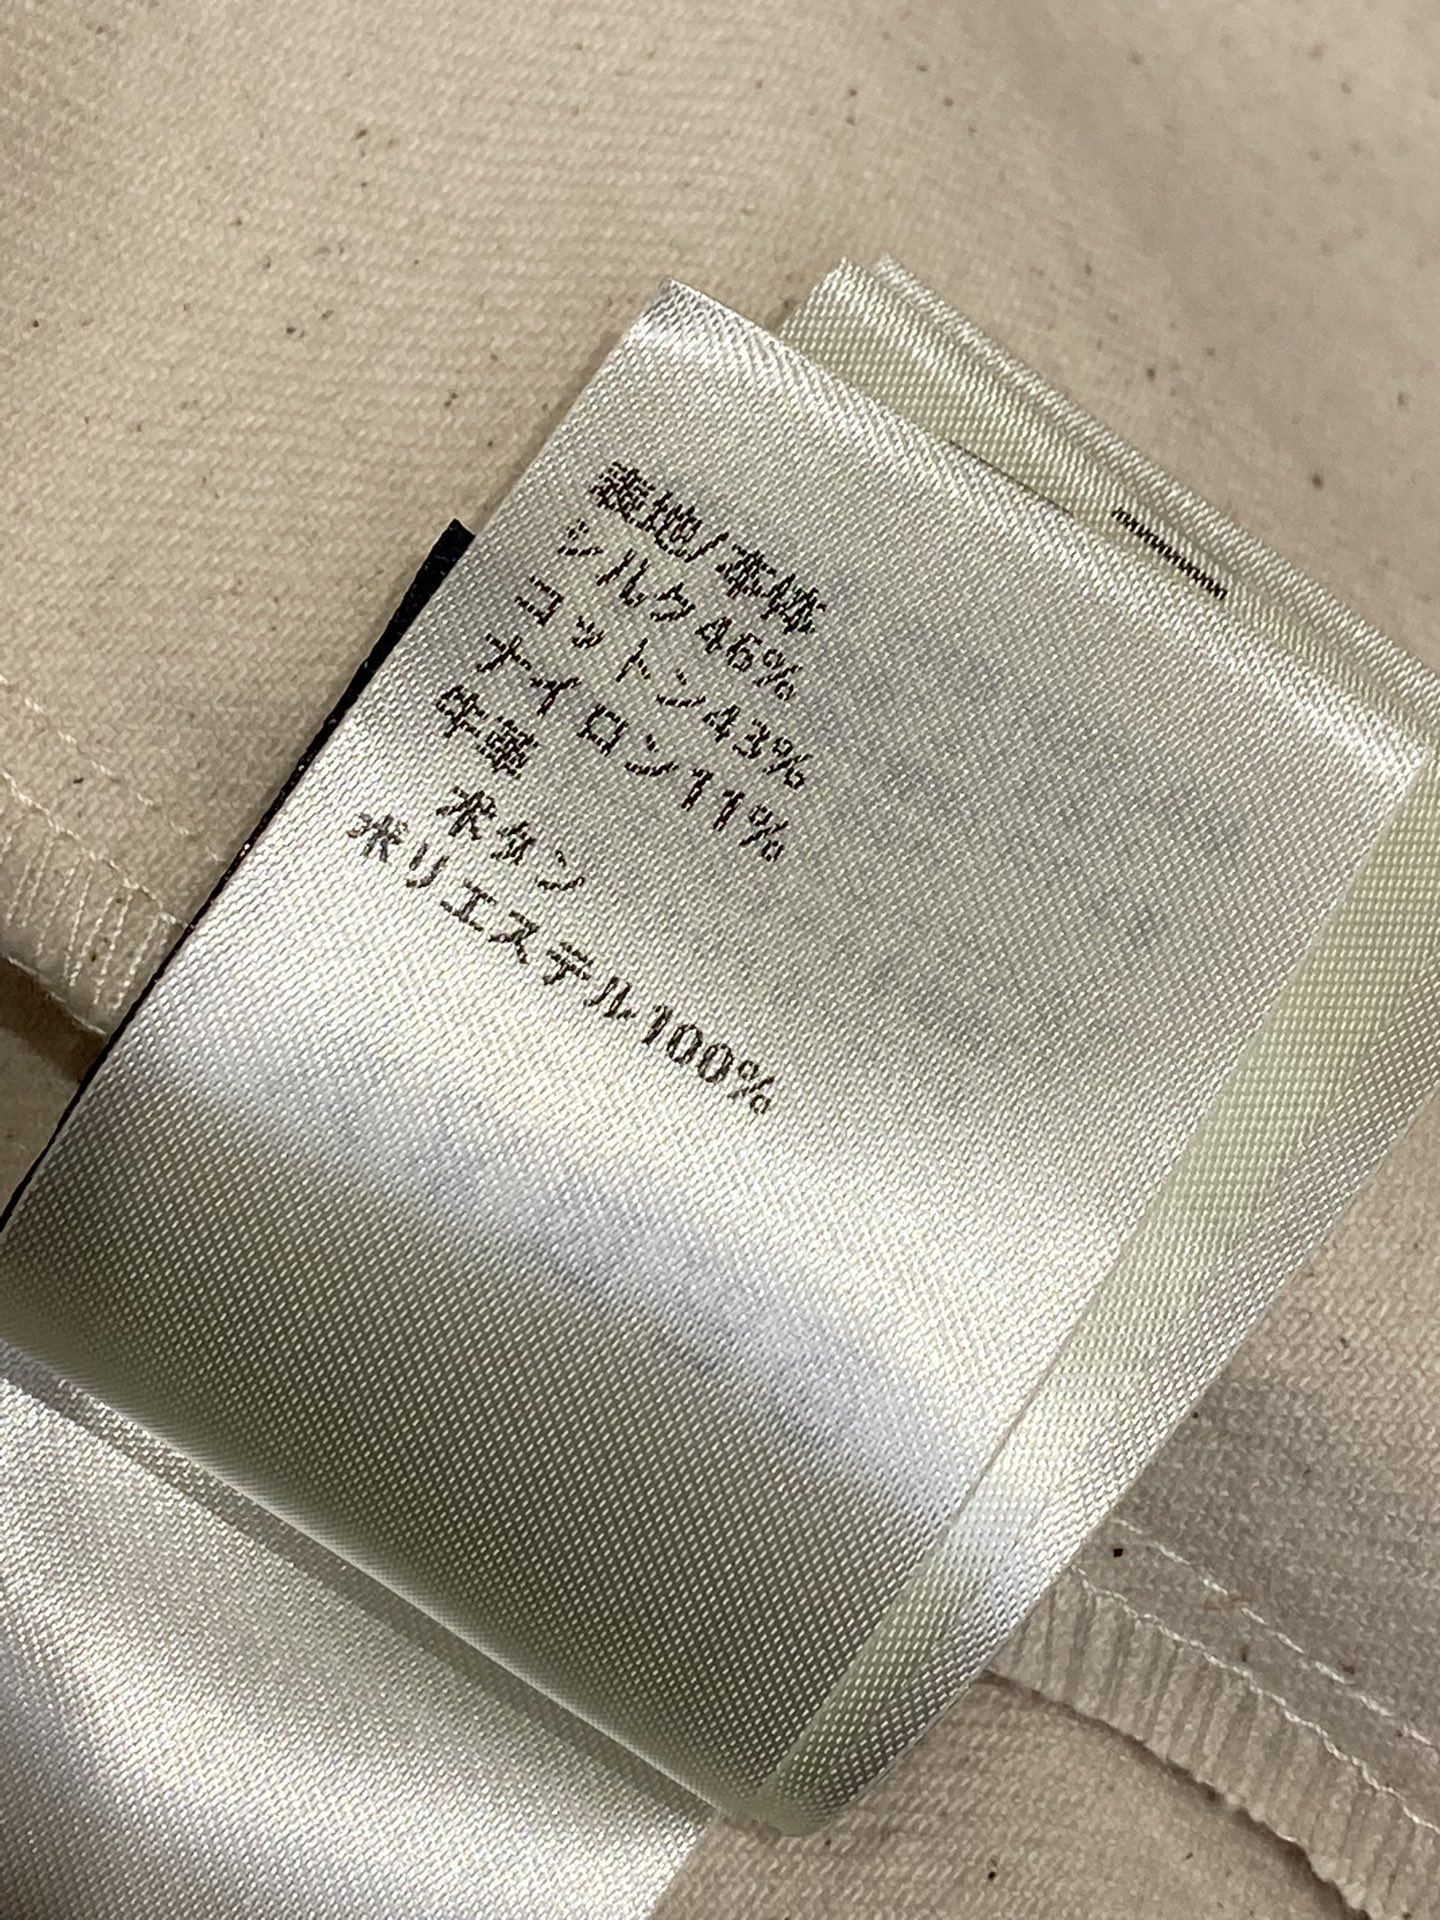 表地/本体
シルク46%
コットン43%
ナイロン11%
牛革
ボタン
ポリエステル100%